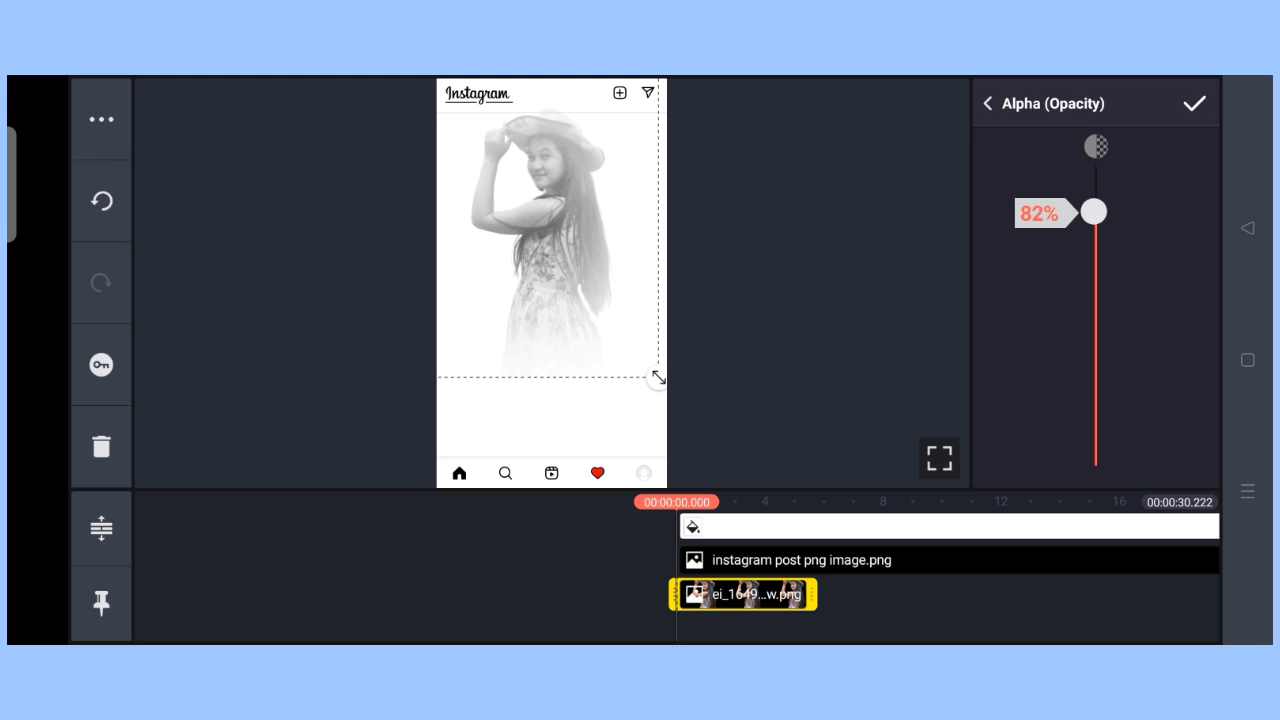 Instagram
Alpha (Opacity)
82%
00:00:00.000
4
8
12
16
00:00:30.222
instagram post png image.png
ei_1649...w.png